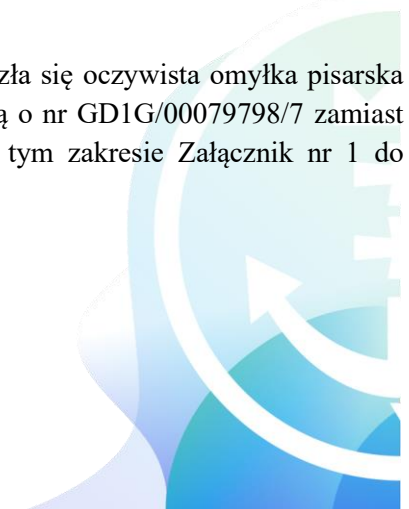 zła się oczywista omyłka pisarska
ą o nr GD1G/00079798/7 zamiast
tym zakresie Załącznik nr 1 do